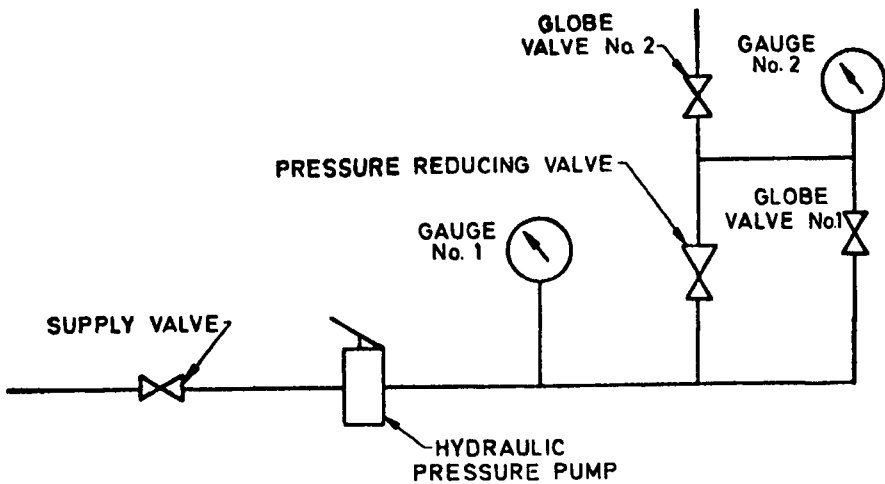 GLOBE
VALVE No. 2
GAUGE
No. 2
PRESSURE REDUCING VALVE
GLOBE
VALVE No.1
GAUGE
No. 1
SUPPLY VALVE
HYDRAULIC
PRESSURE PUMP